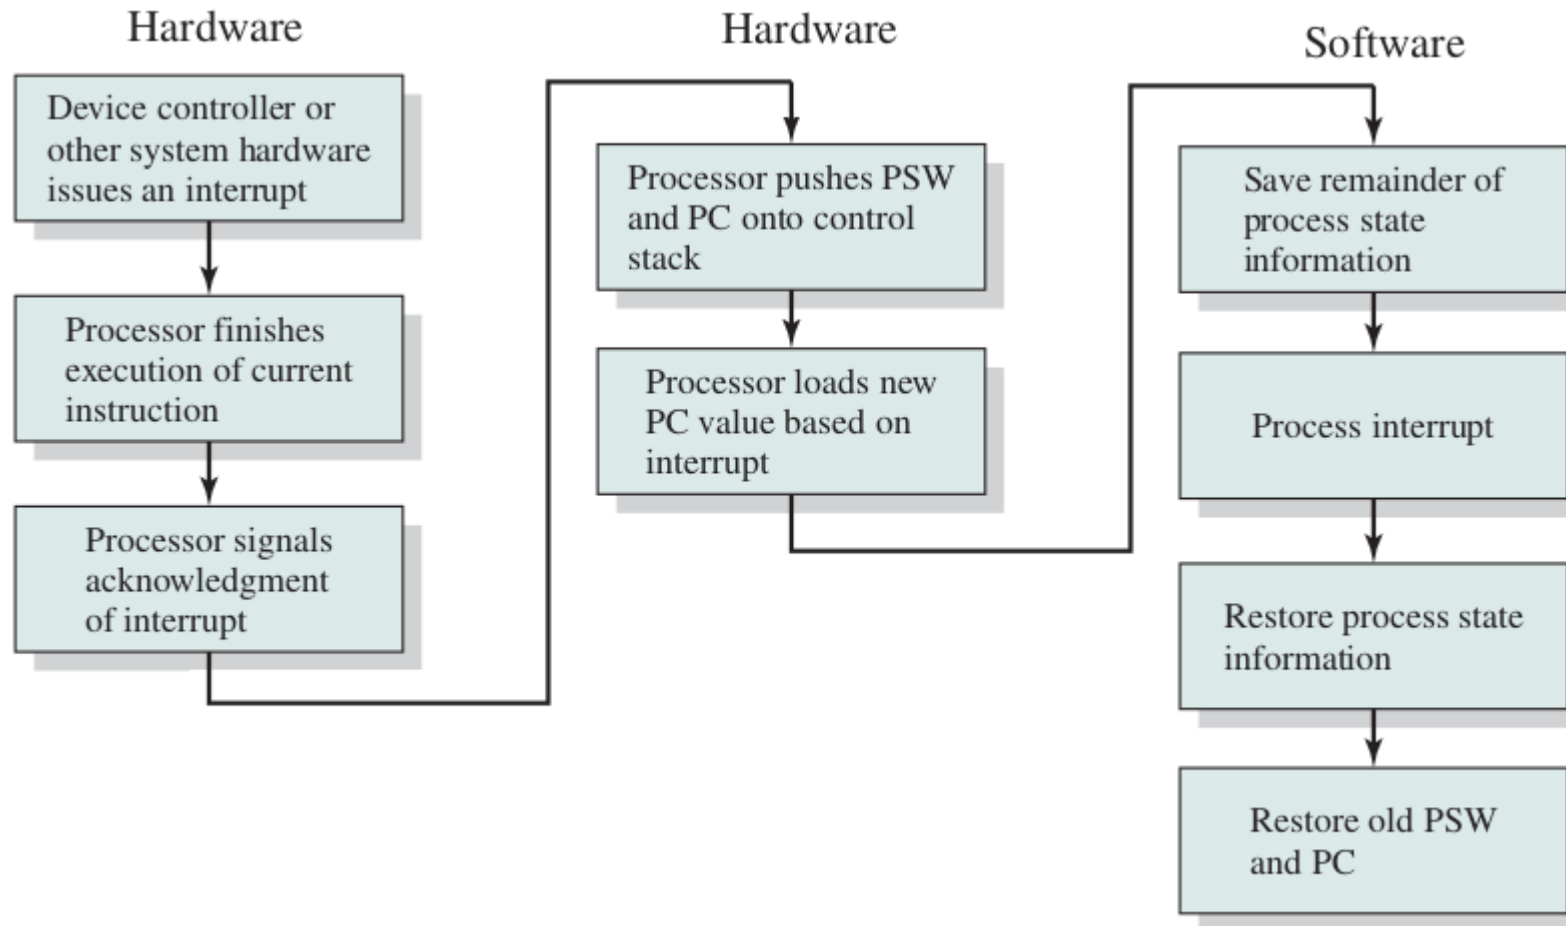 Hardware
Device controller or
other system hardware
issues an interrupt
Processor finishes
execution of current
instruction
Processor signals
acknowledgment
of interrupt
Hardware
Processor pushes PSW
and PC onto control
stack
Processor loads new
PC value based on
interrupt
Software
Save remainder of
process state
information
Process interrupt
Restore process state
information
Restore old PSW
and PC